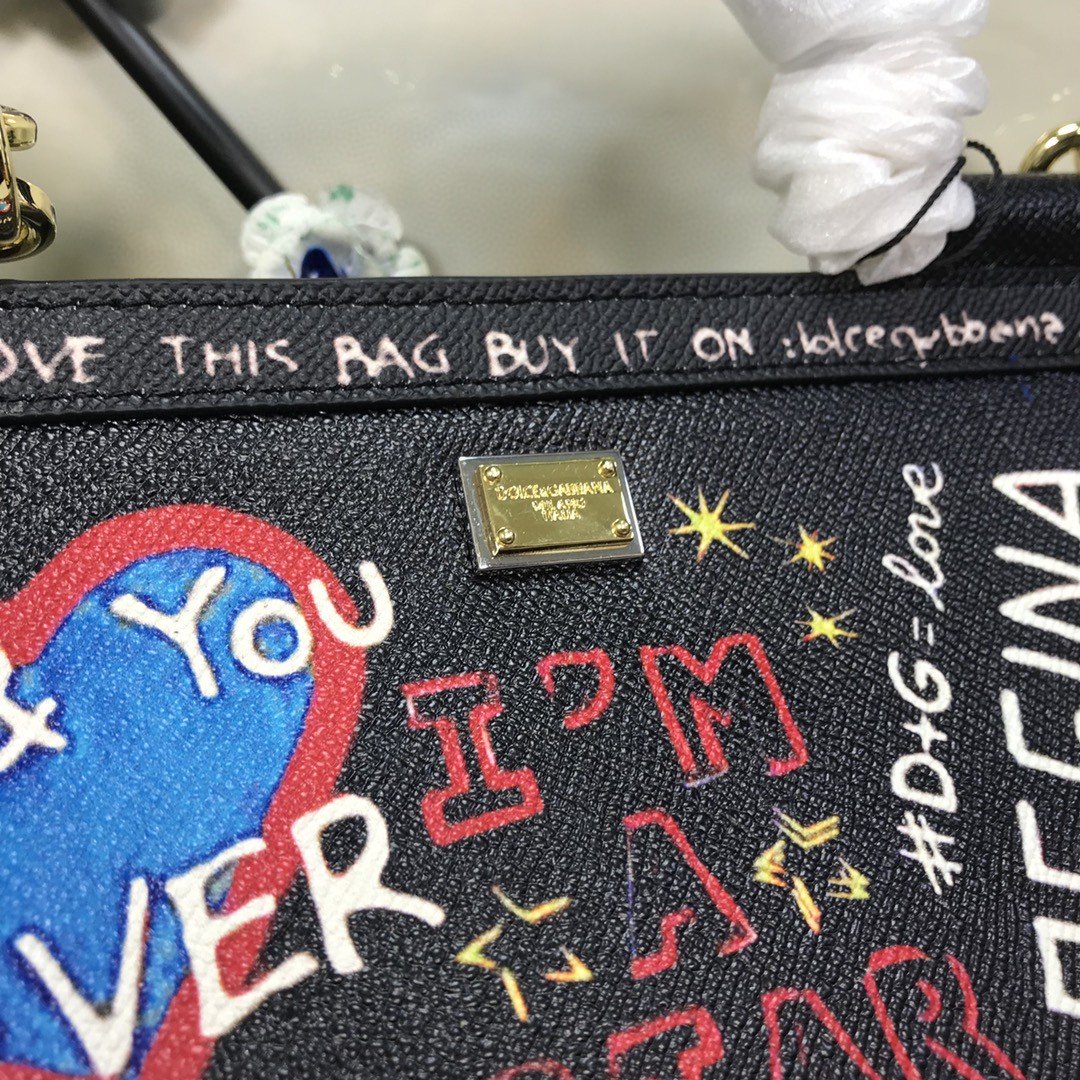 OVE THIS BAG BUY IT ON :dolcegabbana
DOLCE&GABBANA
MILANO
ITALIA
& YOU
VER
I'M
A
#D+G=love
REGINA